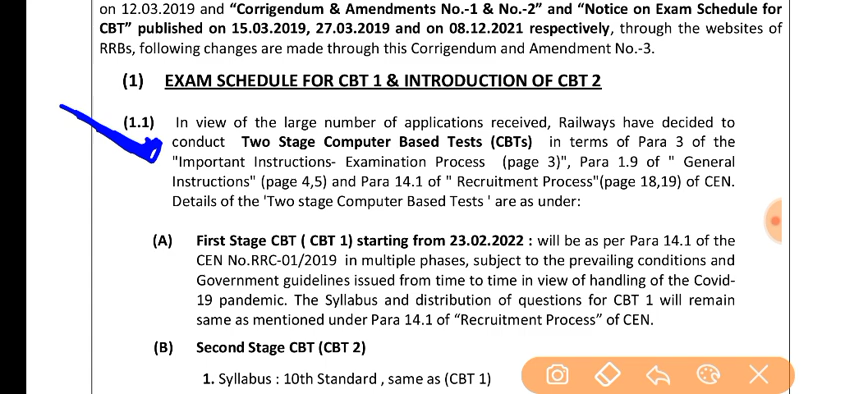 on 12.03.2019 and “Corrigendum & Amendments No.-1 & No.-2” and “Notice on Exam Schedule for
CBT” published on 15.03.2019, 27.03.2019 and on 08.12.2021 respectively, through the websites of
RRBs, following changes are made through this Corrigendum and Amendment No.-3.
(1) EXAM SCHEDULE FOR CBT 1 & INTRODUCTION OF CBT 2
(1.1) In view of the large number of applications received, Railways have decided to
conduct Two Stage Computer Based Tests (CBTs) in terms of Para 3 of the
"Important Instructions- Examination Process (page 3)", Para 1.9 of " General
Instructions" (page 4,5) and Para 14.1 of " Recruitment Process"(page 18,19) of CEN.
Details of the 'Two stage Computer Based Tests ' are as under:
(A) First Stage CBT ( CBT 1) starting from 23.02.2022 : will be as per Para 14.1 of the
CEN No.RRC-01/2019 in multiple phases, subject to the prevailing conditions and
Government guidelines issued from time to time in view of handling of the Covid-
19 pandemic. The Syllabus and distribution of questions for CBT 1 will remain
same as mentioned under Para 14.1 of “Recruitment Process” of CEN.
(B) Second Stage CBT (CBT 2)
1. Syllabus : 10th Standard , same as (CBT 1)